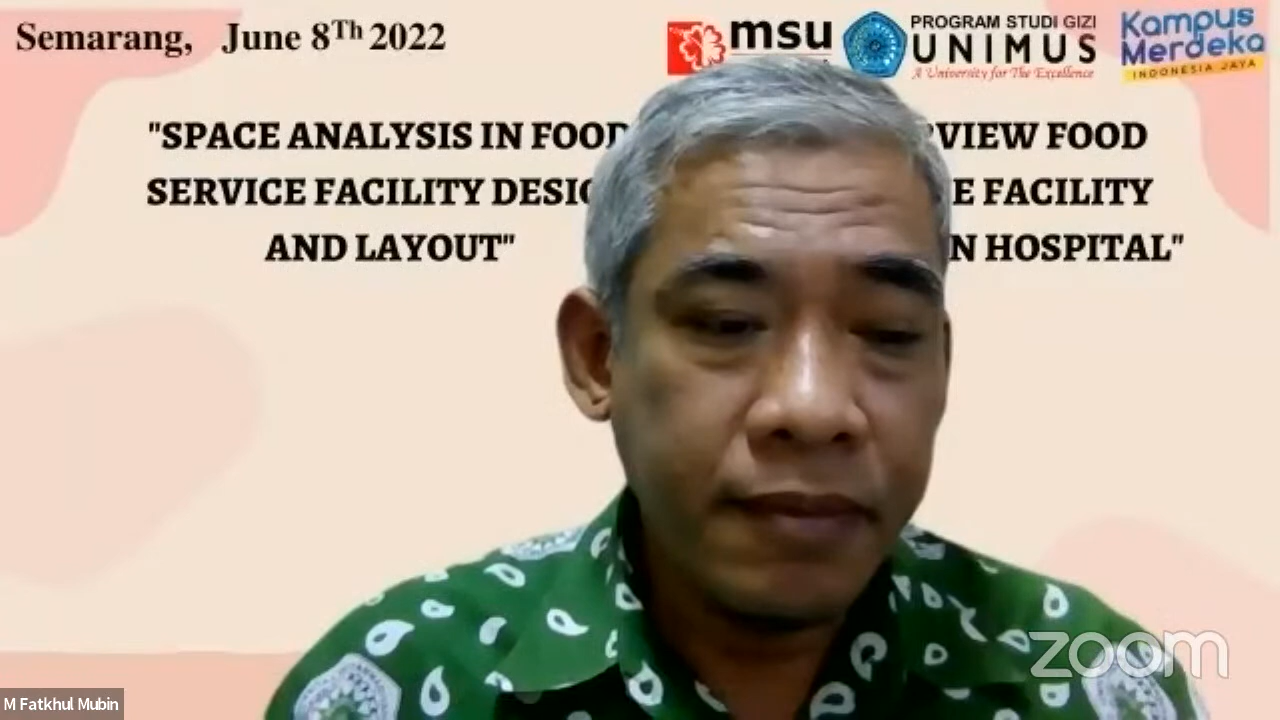 Semarang, June 8Th 2022
msu
PROGRAM STUDI GIZI
UNIMUS
A University for The Excellence
Kampus
Merdeka
INDONESIA JAYA
"SPACE ANALYSIS IN FOOD
SERVICE FACILITY DESIG
AND LAYOUT"
RVIEW FOOD
E FACILITY
N HOSPITAL"
zoom
M Fatkhul Mubin